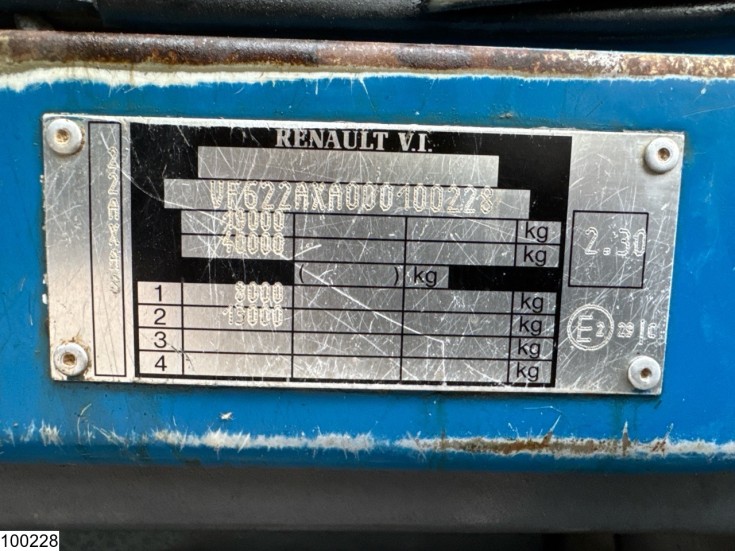 RENAULT V.I.
VF622AXA000100228
kg
40000 kg
( ) kg
1 8000 kg
2 13000 kg
3 kg
4 kg
2.30
E2
100228